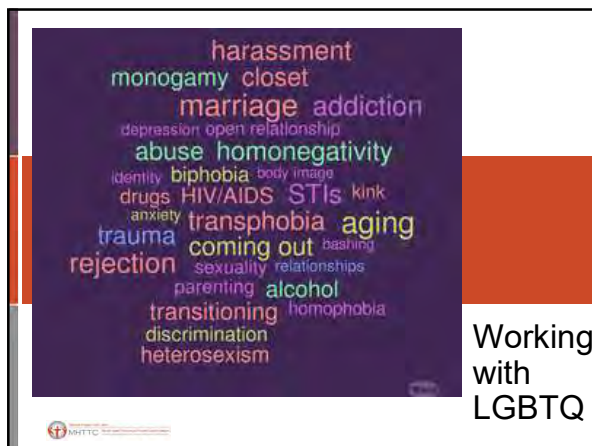 harassment
monogamy closet
marriage addiction
depression open relationship
abuse homonegativity
identity biphobia body image
drugs HIV/AIDS STIs kink
anxiety transphobia aging
trauma coming out bashing
rejection sexuality relationships
parenting alcohol
transitioning homophobia
discrimination
heterosexism
Working
with
LGBTQ
MHTTC